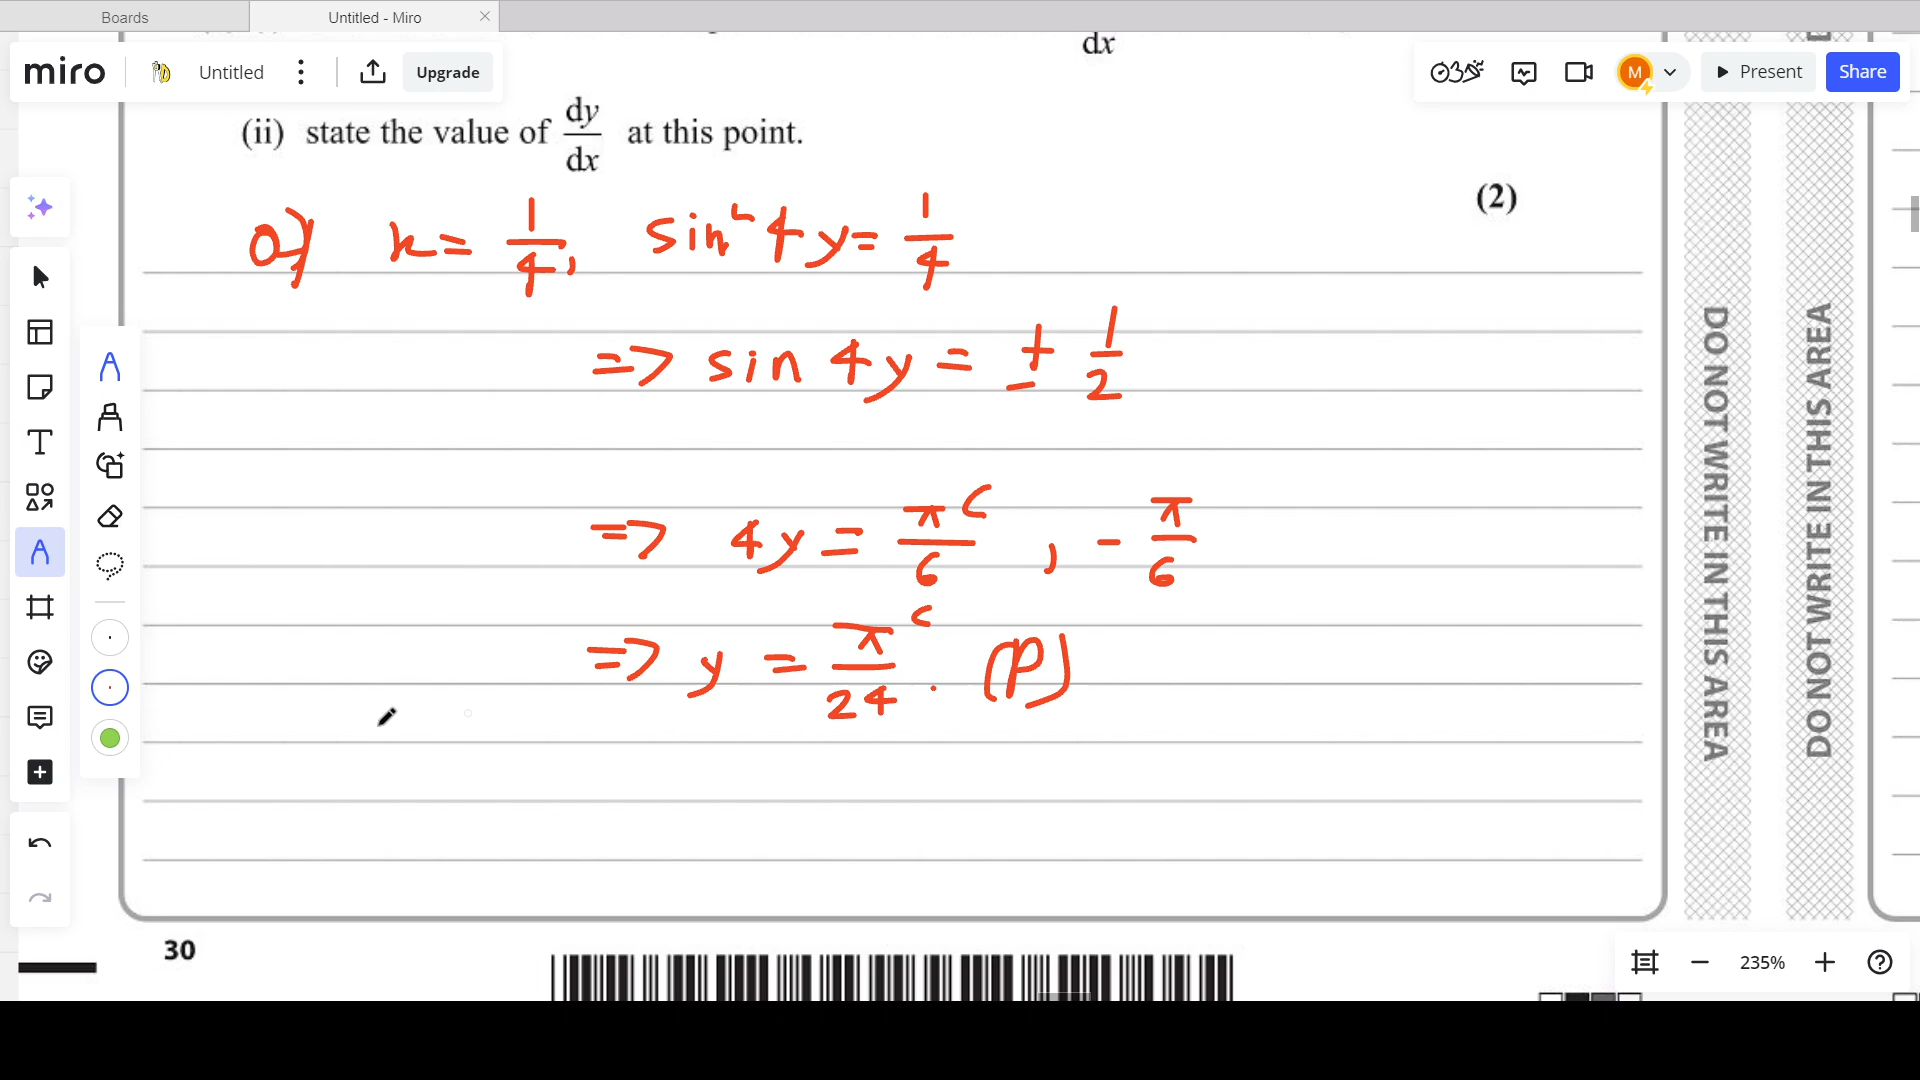 Boards
Untitled - Miro
miro
Untitled
Upgrade
Present
Share
M
dx
(ii) state the value of dy/dx at this point.
(2)
a) x = 1/4, sin² 4y = 1/4
=> sin 4y = ± 1/2
=> 4y = π/6 ᶜ , - π/6
=> y = π/24 ᶜ . (P)
DO NOT WRITE IN THIS AREA
DO NOT WRITE IN THIS AREA
30
235%